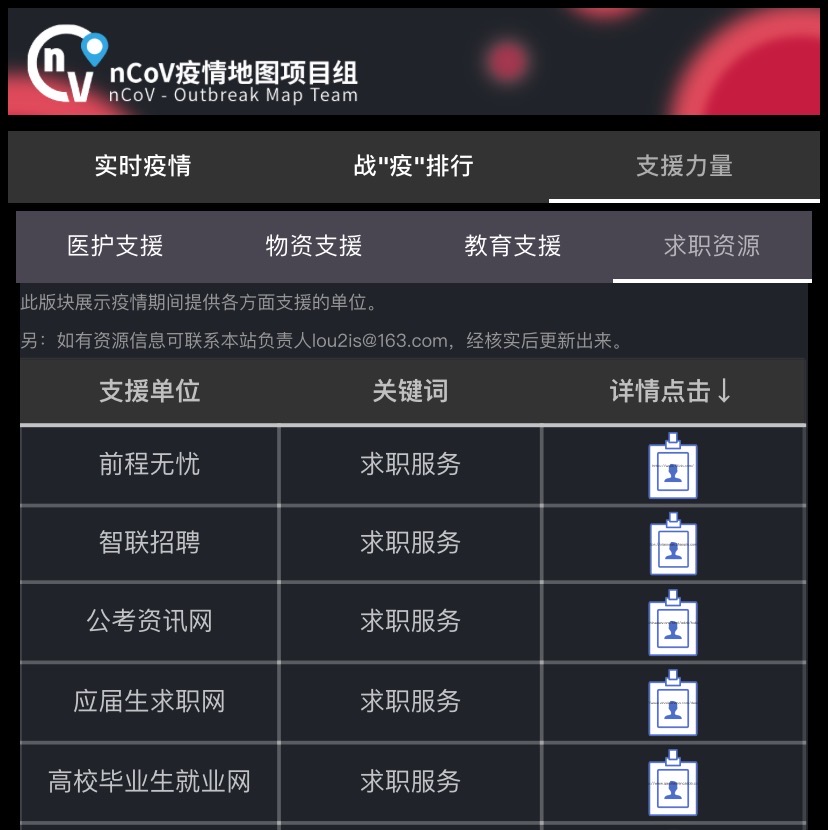 nV
nCoV疫情地图项目组
nCoV - Outbreak Map Team
实时疫情 战"疫"排行 支援力量
医护支援 物资支援 教育支援 求职资源
此版块展示疫情期间提供各方面支援的单位。
另：如有资源信息可联系本站负责人lou2is@163.com，经核实后更新出来。
支援单位 关键词 详情点击↓
前程无忧 求职服务
智联招聘 求职服务
公考资讯网 求职服务
应届生求职网 求职服务
高校毕业生就业网 求职服务